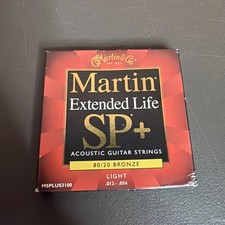 Martin & Co.
Martin
Extended Life
SP+
ACOUSTIC GUITAR STRINGS
80/20 BRONZE
LIGHT
.012-.054
MSPLUS3100